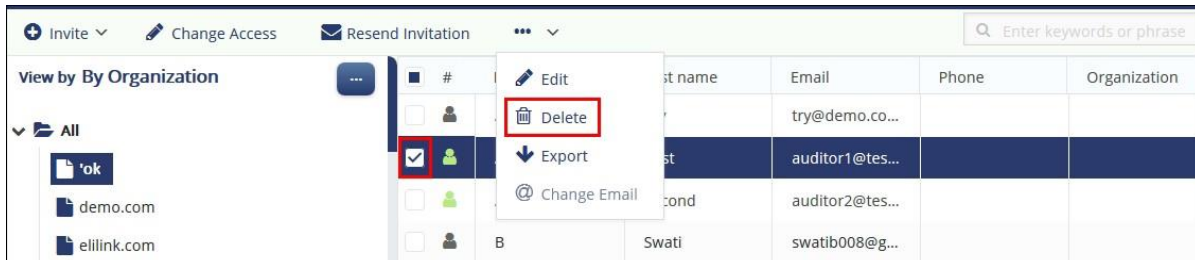 Invite Change Access Resend Invitation ... Enter keywords or phrase
View by By Organization ...
# st name Email Phone Organization
Edit
Delete
Export
@ Change Email
All
'ok
demo.com
elilink.com
try@demo.co...
st auditor1@tes...
cond auditor2@tes...
B Swati swatib008@g...